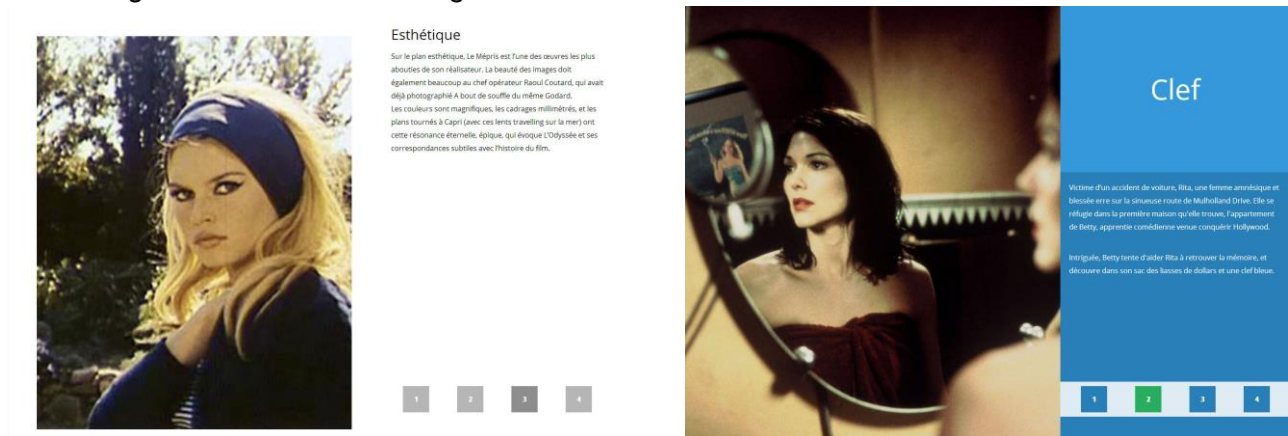 Esthétique
Sur le plan esthétique, Le Mépris est l'une des œuvres les plus
abouties de son réalisateur. La beauté des images doit
également beaucoup au chef opérateur Raoul Coutard, qui avait
déjà photographié A bout de souffle du même Godard.
Les couleurs sont magnifiques, les cadrages millimétrés, et les
plans tournés à Capri (avec ces lents travelling sur la mer) ont
cette résonance éternelle, épique, qui évoque L'Odyssée et ses
correspondances subtiles avec l'histoire du film.
1 2 3 4
Clef
Victime d'un accident de voiture, Rita, une femme amnésique et
blessée erre sur la sinueuse route de Mulholland Drive. Elle se
réfugie dans la première maison qu'elle trouve, l'appartement
de Betty, apprentie comédienne venue conquérir Hollywood.
Intriguée, Betty tente d'aider Rita à retrouver la mémoire, et
découvre dans son sac des liasses de dollars et une clef bleue.
1 2 3 4